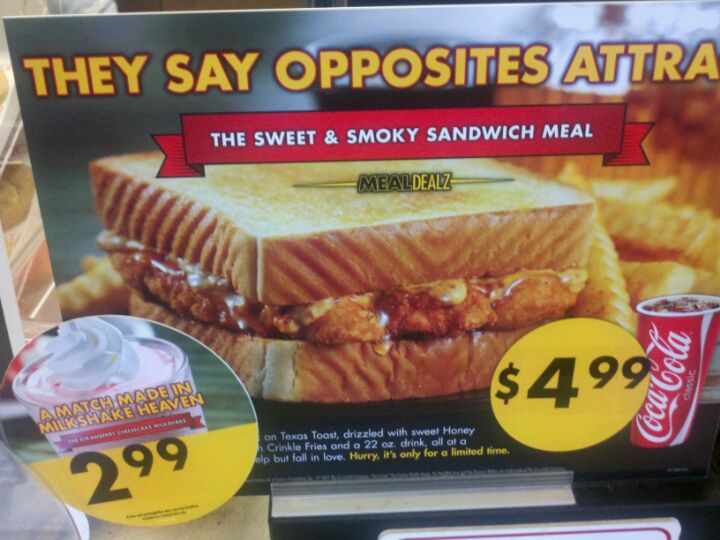 THEY SAY OPPOSITES ATTRA
THE SWEET & SMOKY SANDWICH MEAL
MEALDEALZ
$4.99
Coca-Cola
classic
on Texas Toast, drizzled with sweet Honey
Crinkle Fries and a 22 oz. drink, all at a
elp but fall in love. Hurry, it's only for a limited time.
A MATCH MADE IN
MILKSHAKE HEAVEN
THE STRAWBERRY CHEESECAKE MILKSHAKE
2.99